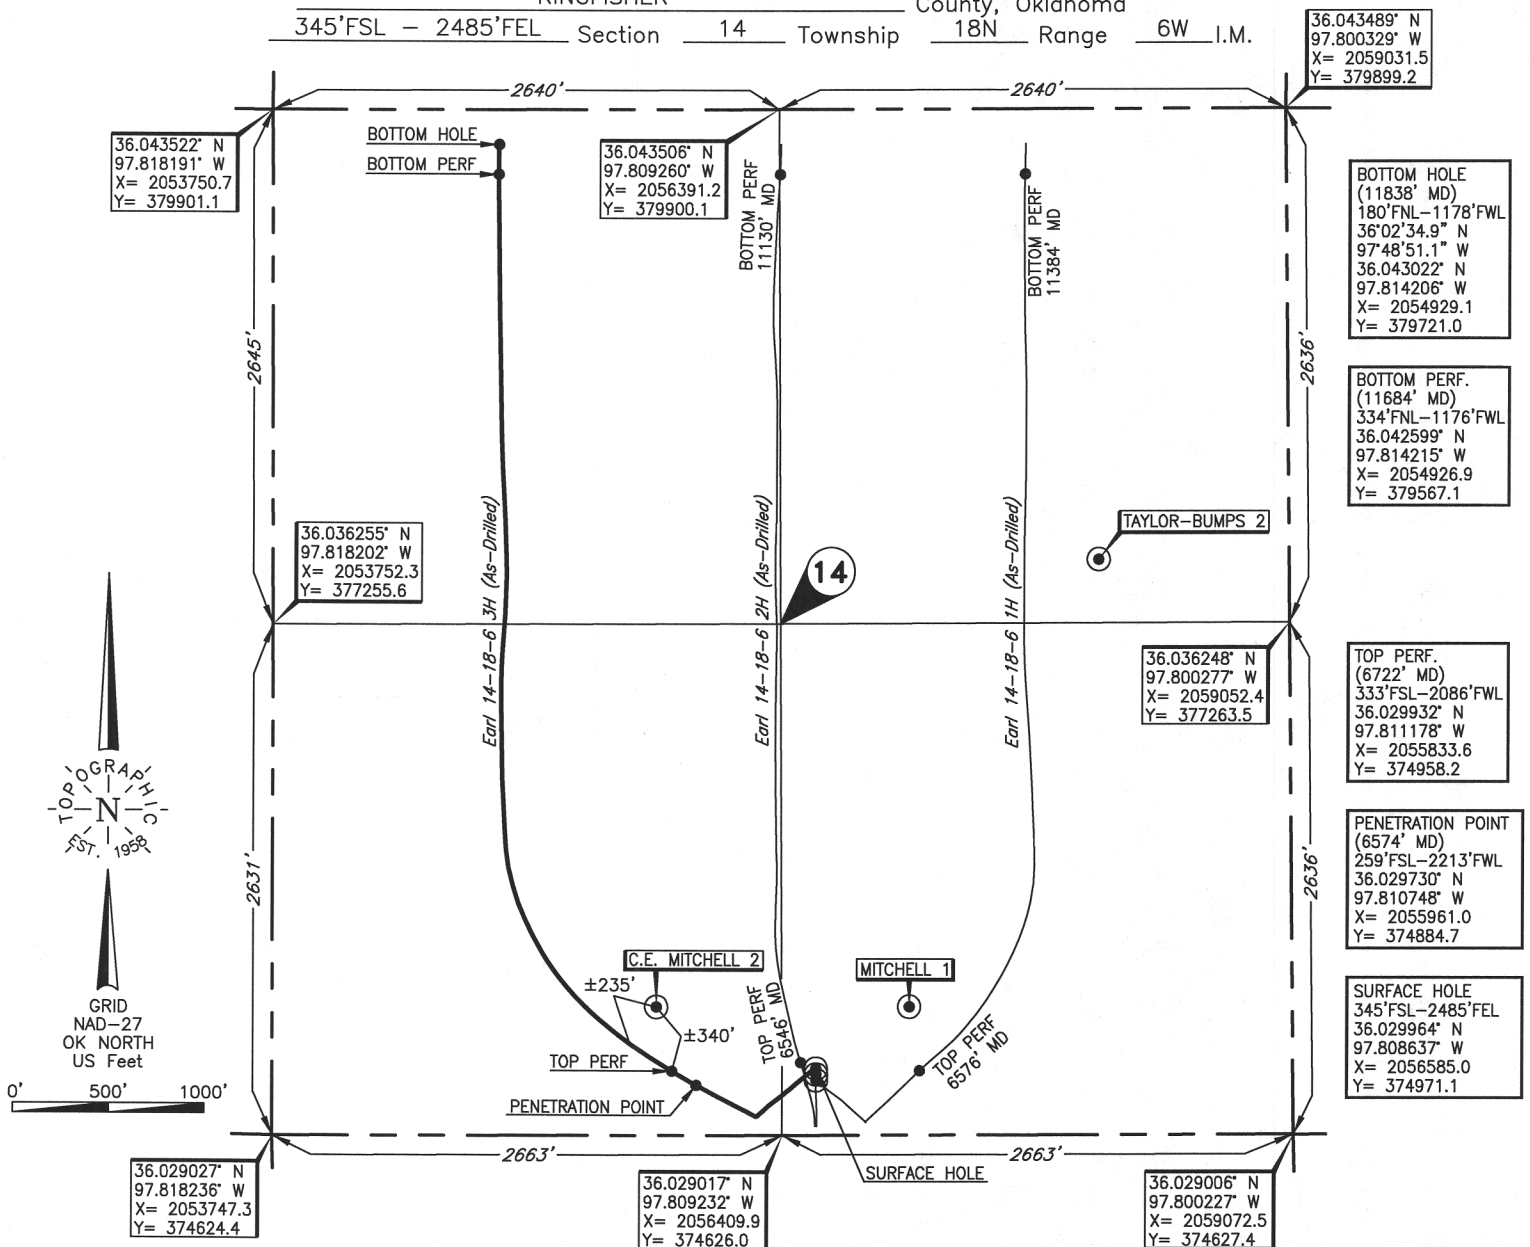 KINGFISHER County, Oklahoma
345'FSL – 2485'FEL Section 14 Township 18N Range 6W I.M.
36.043489° N
97.800329° W
X= 2059031.5
Y= 379899.2
2640'
2640'
36.043522° N
97.818191° W
X= 2053750.7
Y= 379901.1
BOTTOM HOLE
BOTTOM PERF
36.043506° N
97.809260° W
X= 2056391.2
Y= 379900.1
BOTTOM PERF
11130' MD
BOTTOM PERF
11384' MD
BOTTOM HOLE
(11838' MD)
180'FNL–1178'FWL
36°02'34.9" N
97°48'51.1" W
36.043022° N
97.814206° W
X= 2054929.1
Y= 379721.0
2645'
2636'
BOTTOM PERF.
(11684' MD)
334'FNL–1176'FWL
36.042599° N
97.814215° W
X= 2054926.9
Y= 379567.1
36.036255° N
97.818202° W
X= 2053752.3
Y= 377255.6
Earl 14–18–6 3H (As–Drilled)
Earl 14–18–6 2H (As–Drilled)
Earl 14–18–6 1H (As–Drilled)
TAYLOR–BUMPS 2
14
36.036248° N
97.800277° W
X= 2059052.4
Y= 377263.5
TOP PERF.
(6722' MD)
333'FSL–2086'FWL
36.029932° N
97.811178° W
X= 2055833.6
Y= 374958.2
TOPOGRAPHIC
N
EST. 1958
2631'
2636'
PENETRATION POINT
(6574' MD)
259'FSL–2213'FWL
36.029730° N
97.810748° W
X= 2055961.0
Y= 374884.7
C.E. MITCHELL 2
MITCHELL 1
±235'
±340'
TOP PERF
6546' MD
TOP PERF
6576' MD
TOP PERF
PENETRATION POINT
GRID
NAD–27
OK NORTH
US Feet
0' 500' 1000'
SURFACE HOLE
345'FSL–2485'FEL
36.029964° N
97.808637° W
X= 2056585.0
Y= 374971.1
2663'
2663'
SURFACE HOLE
36.029027° N
97.818236° W
X= 2053747.3
Y= 374624.4
36.029017° N
97.809232° W
X= 2056409.9
Y= 374626.0
36.029006° N
97.800227° W
X= 2059072.5
Y= 374627.4